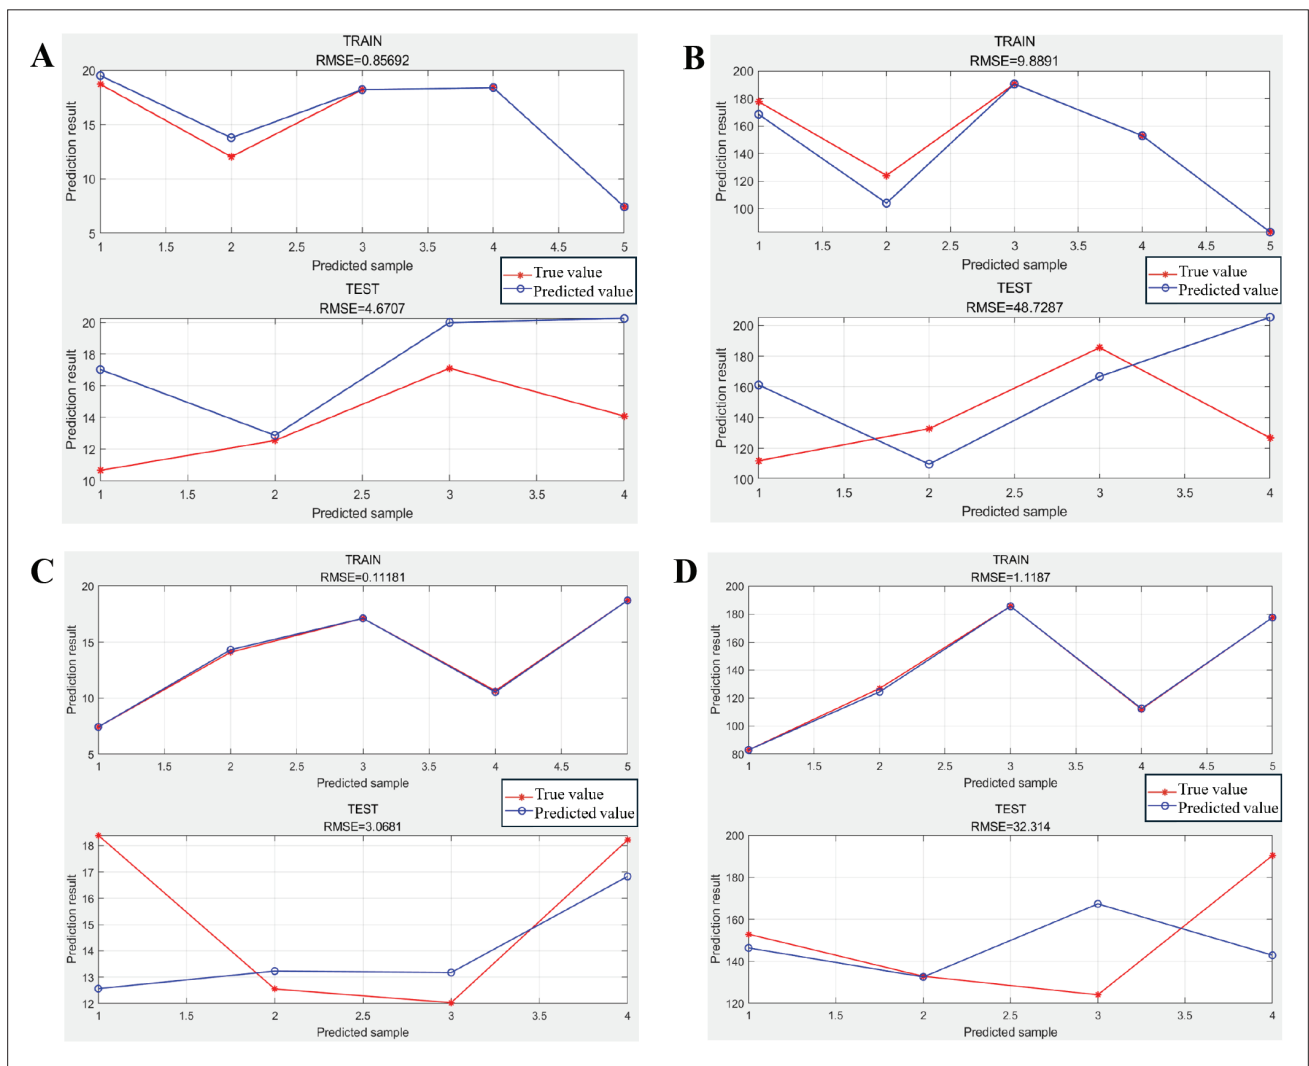 A
TRAIN
RMSE=0.85692
Prediction result
20
15
10
5
1 1.5 2 2.5 3 3.5 4 4.5 5
Predicted sample
True value
Predicted value
TEST
RMSE=4.6707
Prediction result
20
18
16
14
12
10
1 1.5 2 2.5 3 3.5 4
Predicted sample
B
TRAIN
RMSE=9.8891
Prediction result
200
180
160
140
120
100
1 1.5 2 2.5 3 3.5 4 4.5 5
Predicted sample
True value
Predicted value
TEST
RMSE=48.7287
Prediction result
200
180
160
140
120
100
1 1.5 2 2.5 3 3.5 4
Predicted sample
C
TRAIN
RMSE=0.11181
Prediction result
20
15
10
5
1 1.5 2 2.5 3 3.5 4 4.5 5
Predicted sample
True value
Predicted value
TEST
RMSE=3.0681
Prediction result
18
17
16
15
14
13
12
1 1.5 2 2.5 3 3.5 4
Predicted sample
D
TRAIN
RMSE=1.1187
Prediction result
200
180
160
140
120
100
80
1 1.5 2 2.5 3 3.5 4 4.5 5
Predicted sample
True value
Predicted value
TEST
RMSE=32.314
Prediction result
200
180
160
140
120
1 1.5 2 2.5 3 3.5 4
Predicted sample